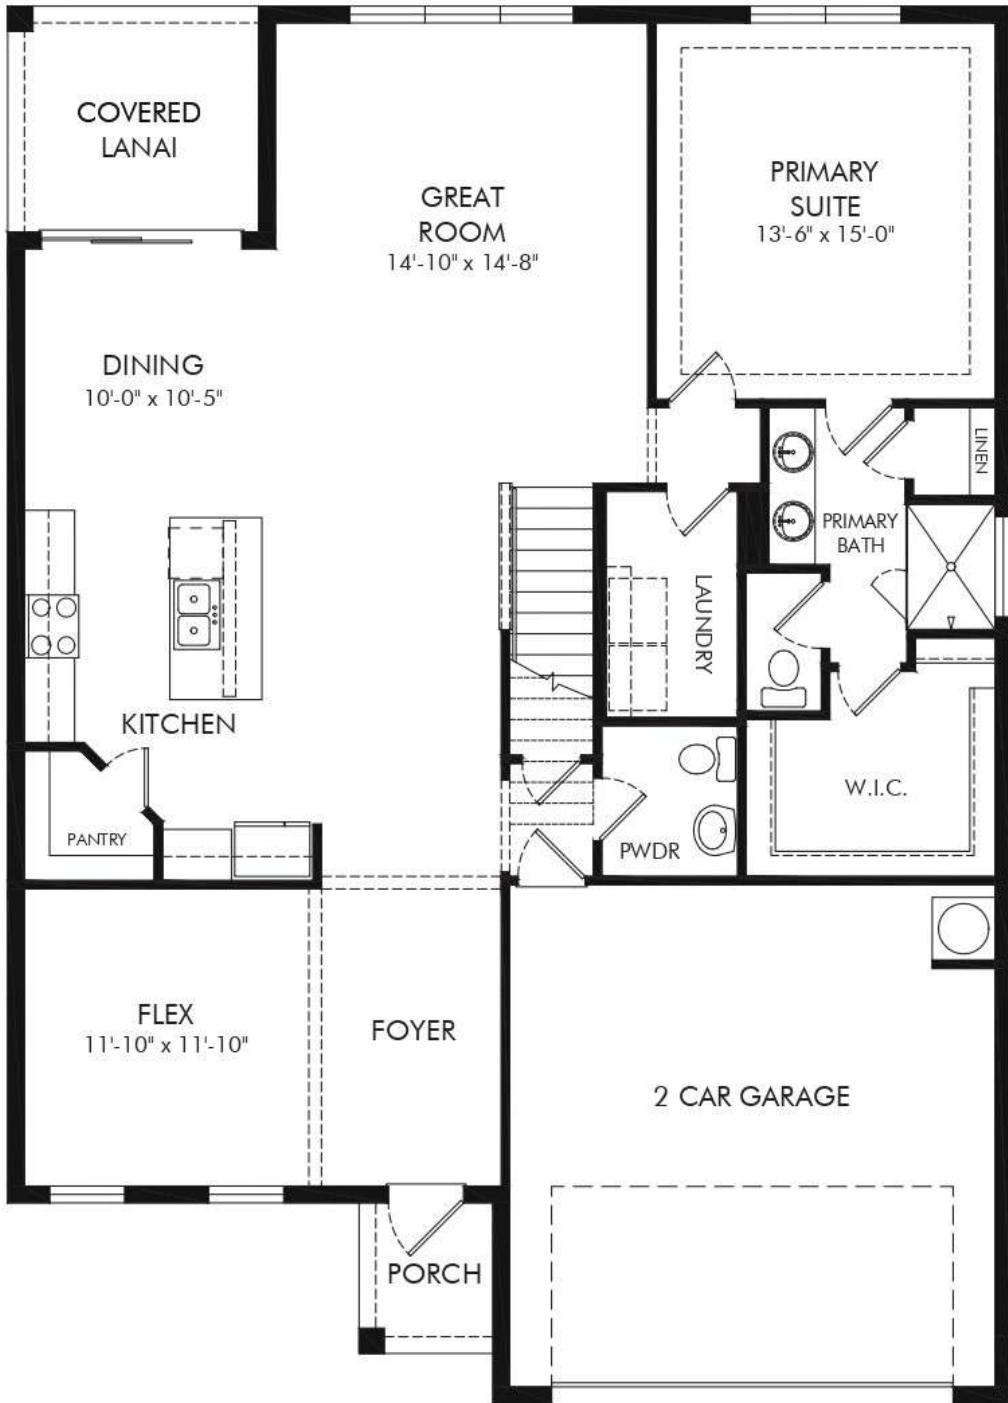 COVERED
LANAI
GREAT
ROOM
14'-10" x 14'-8"
PRIMARY
SUITE
13'-6" x 15'-0"
DINING
10'-0" x 10'-5"
LINEN
PRIMARY
BATH
LAUNDRY
KITCHEN
W.I.C.
PANTRY
PWDR
FLEX
11'-10" x 11'-10"
FOYER
2 CAR GARAGE
PORCH